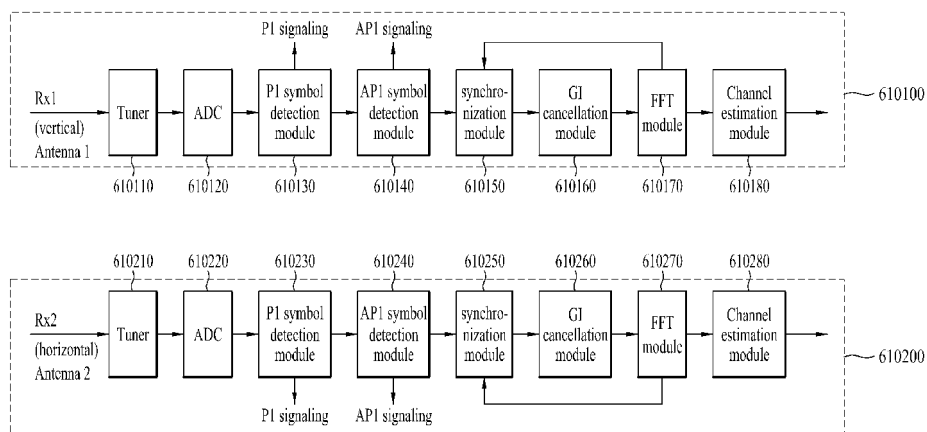 P1 signaling
AP1 signaling
Rx1
(vertical)
Antenna 1
Tuner
ADC
P1 symbol
detection
module
AP1 symbol
detection
module
synchro-
nization
module
GI
cancellation
module
FFT
module
Channel
estimation
module
610100
610110
610120
610130
610140
610150
610160
610170
610180
610210
610220
610230
610240
610250
610260
610270
610280
Rx2
(horizontal)
Antenna 2
Tuner
ADC
P1 symbol
detection
module
AP1 symbol
detection
module
synchro-
nization
module
GI
cancellation
module
FFT
module
Channel
estimation
module
610200
P1 signaling
AP1 signaling